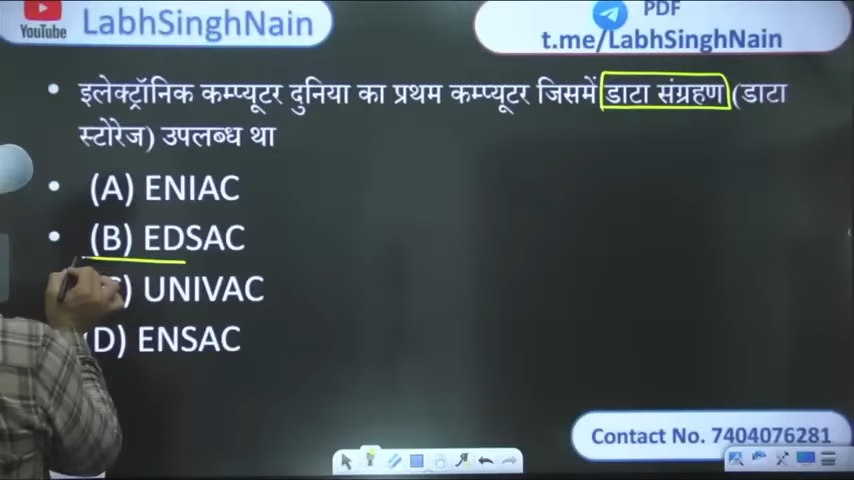 YouTube
LabhSinghNain
PDF
t.me/LabhSinghNain
• इलेक्ट्रॉनिक कम्प्यूटर दुनिया का प्रथम कम्प्यूटर जिसमें डाटा संग्रहण (डाटा
स्टोरेज) उपलब्ध था
• (A) ENIAC
• (B) EDSAC
) UNIVAC
(D) ENSAC
Contact No. 7404076281